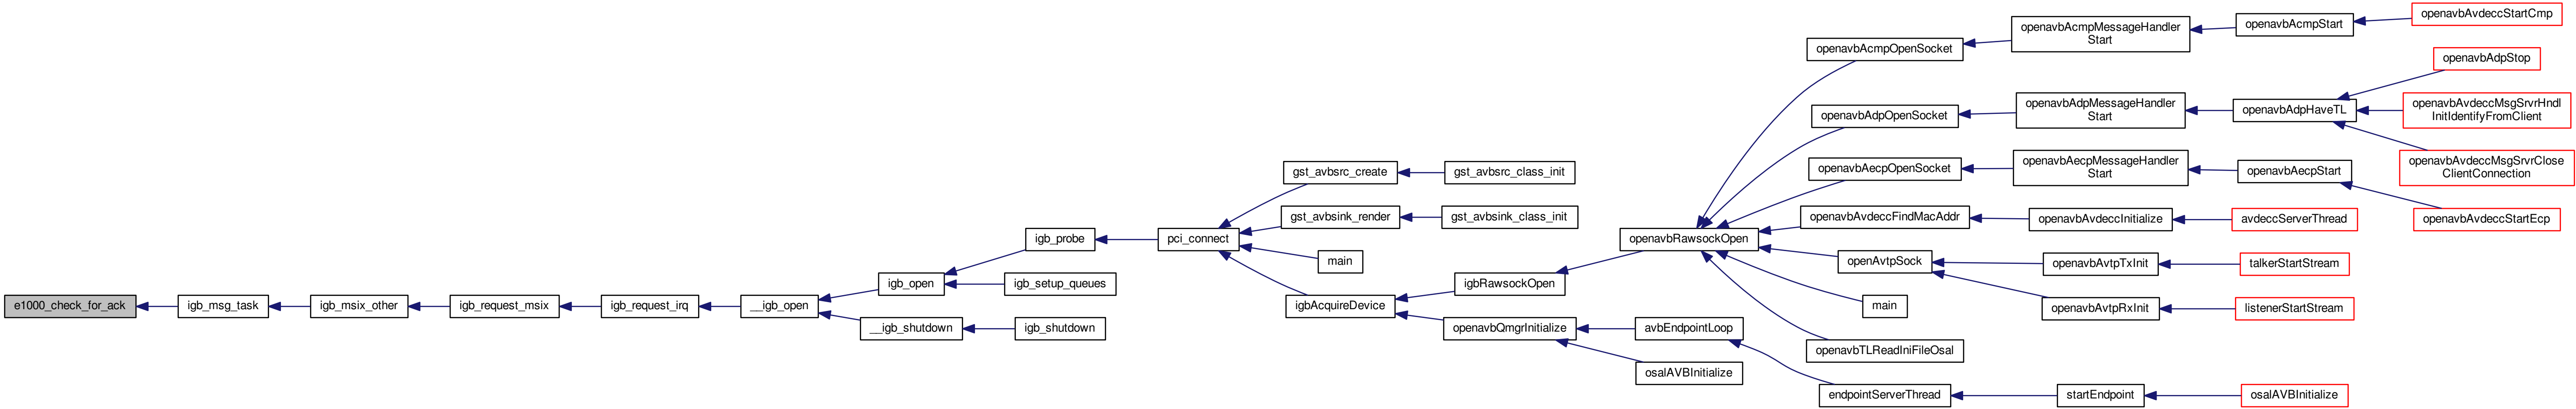 e1000_check_for_ack
igb_msg_task
igb_msix_other
igb_request_msix
igb_request_irq
__igb_open
igb_open
__igb_shutdown
igb_probe
igb_setup_queues
igb_shutdown
pci_connect
gst_avbsrc_create
gst_avbsrc_class_init
gst_avbsink_render
gst_avbsink_class_init
main
igbAcquireDevice
igbRawsockOpen
openavbQmgrInitialize
avbEndpointLoop
osalAVBInitialize
openavbRawsockOpen
openavbAcmpOpenSocket
openavbAcmpMessageHandler
Start
openavbAcmpStart
openavbAvdeccStartCmp
openavbAdpOpenSocket
openavbAdpMessageHandler
Start
openavbAdpHaveTL
openavbAdpStop
openavbAvdeccMsgSrvrHndl
InitIdentifyFromClient
openavbAvdeccMsgSrvrClose
ClientConnection
openavbAecpOpenSocket
openavbAecpMessageHandler
Start
openavbAecpStart
openavbAvdeccStartEcp
openavbAvdeccFindMacAddr
openavbAvdeccInitialize
avdeccServerThread
openAvtpSock
openavbAvtpTxInit
talkerStartStream
openavbAvtpRxInit
listenerStartStream
main
openavbTLReadIniFileOsal
endpointServerThread
startEndpoint
osalAVBInitialize